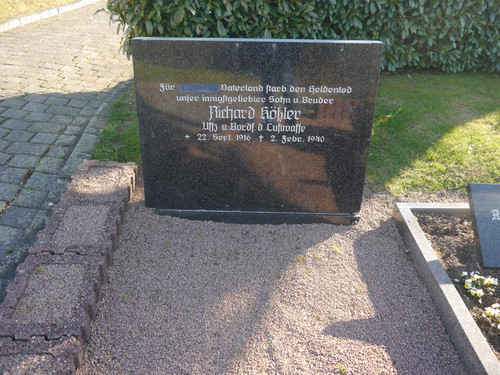 Für Vaterland starb den Heldentod
unser innigstgeliebter Sohn u. Bruder
Richard Köhler
Uffz u. Bordf. d. Luftwaffe
* 22. Sept. 1916 † 2. Febr. 1940
A